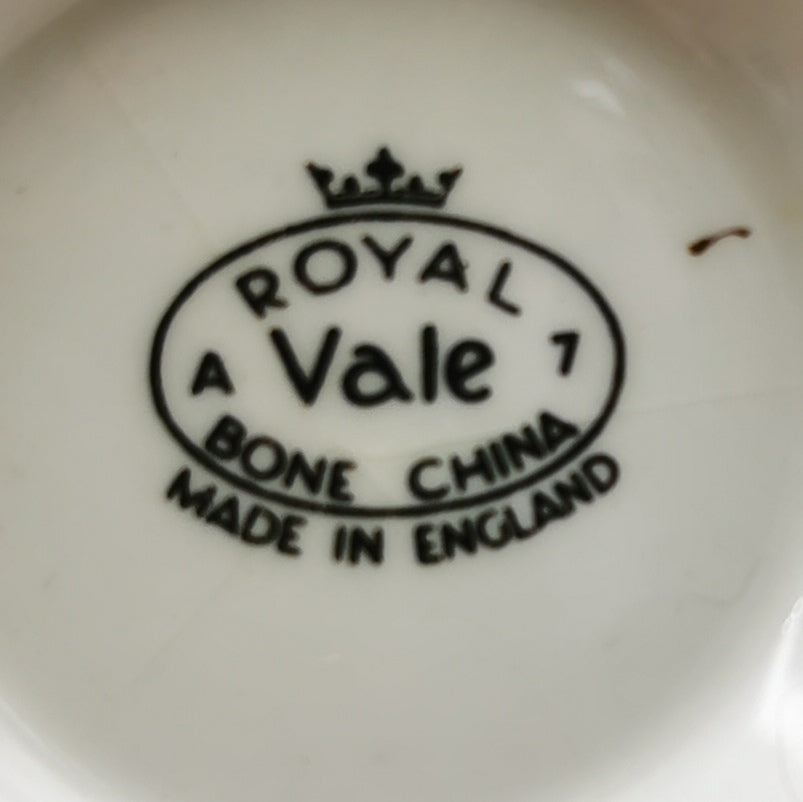 ROYAL
A Vale 7
BONE CHINA
MADE IN ENGLAND